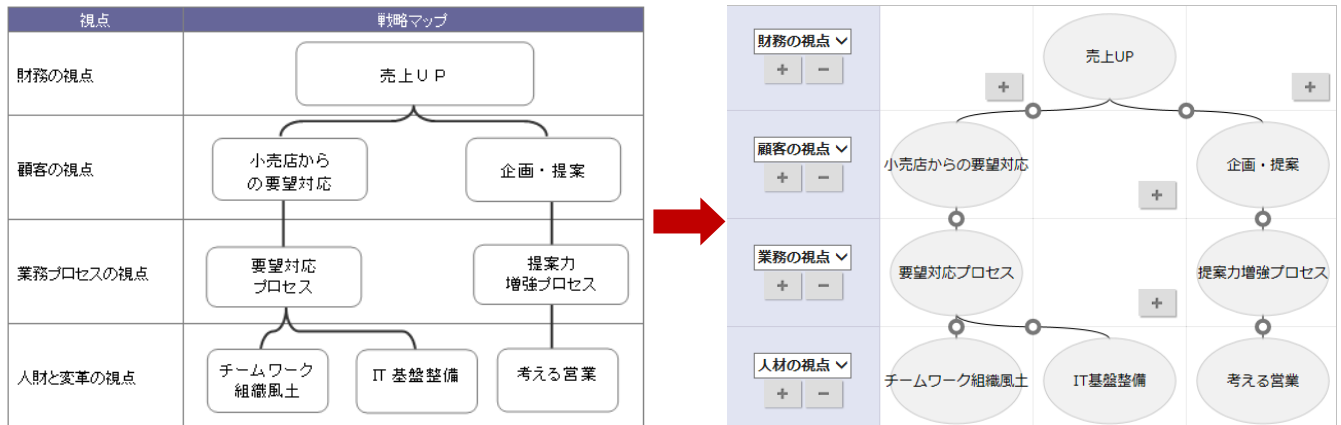 視点
戦略マップ
財務の視点
売上UP
顧客の視点
小売店から
の要望対応
企画・提案
業務プロセスの視点
要望対応
プロセス
提案力
増強プロセス
人財と変革の視点
チームワーク
組織風土
IT 基盤整備
考える営業
財務の視点
+ −
売上UP
+
+
顧客の視点
+ −
小売店からの要望対応
+
企画・提案
業務の視点
+ −
要望対応プロセス
+
提案力増強プロセス
人材の視点
+ −
チームワーク組織風土
IT基盤整備
考える営業